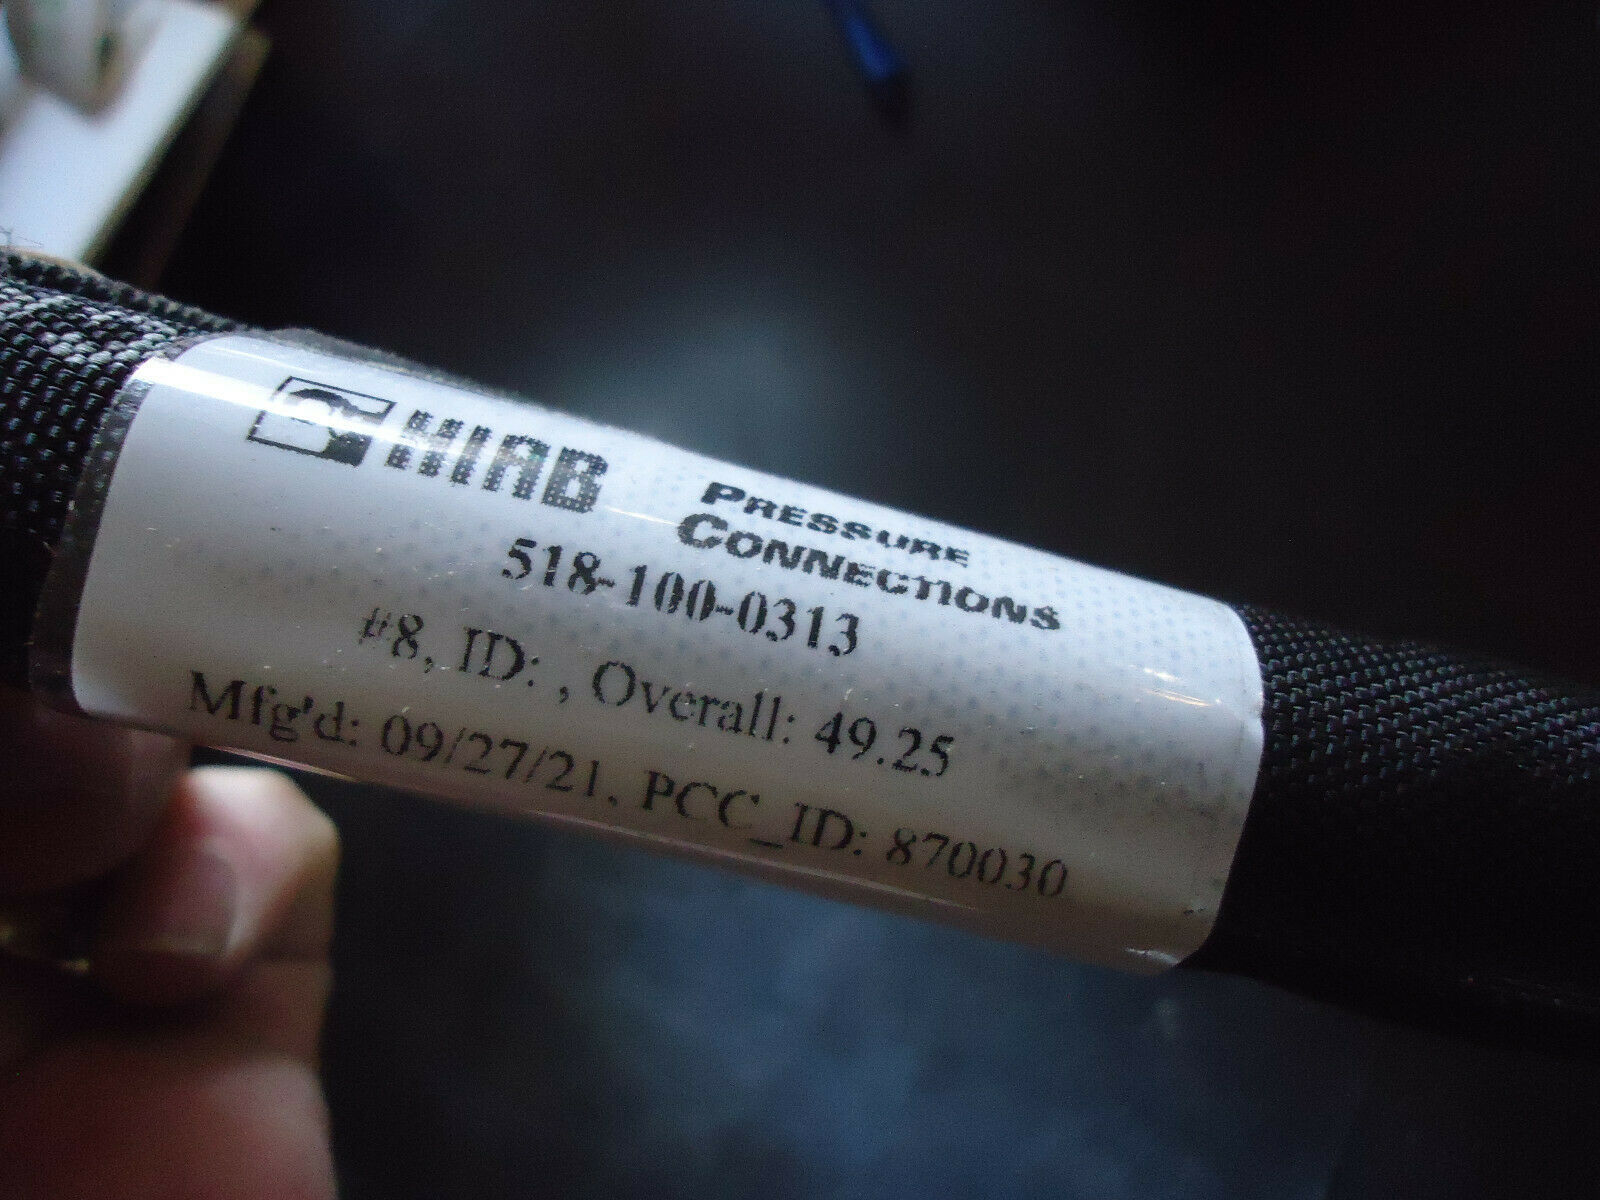 HIAB
PRESSURE
CONNECTIONS
518-100-0313
#8, ID: , Overall: 49.25
Mfg'd: 09/27/21, PCC_ID: 870030